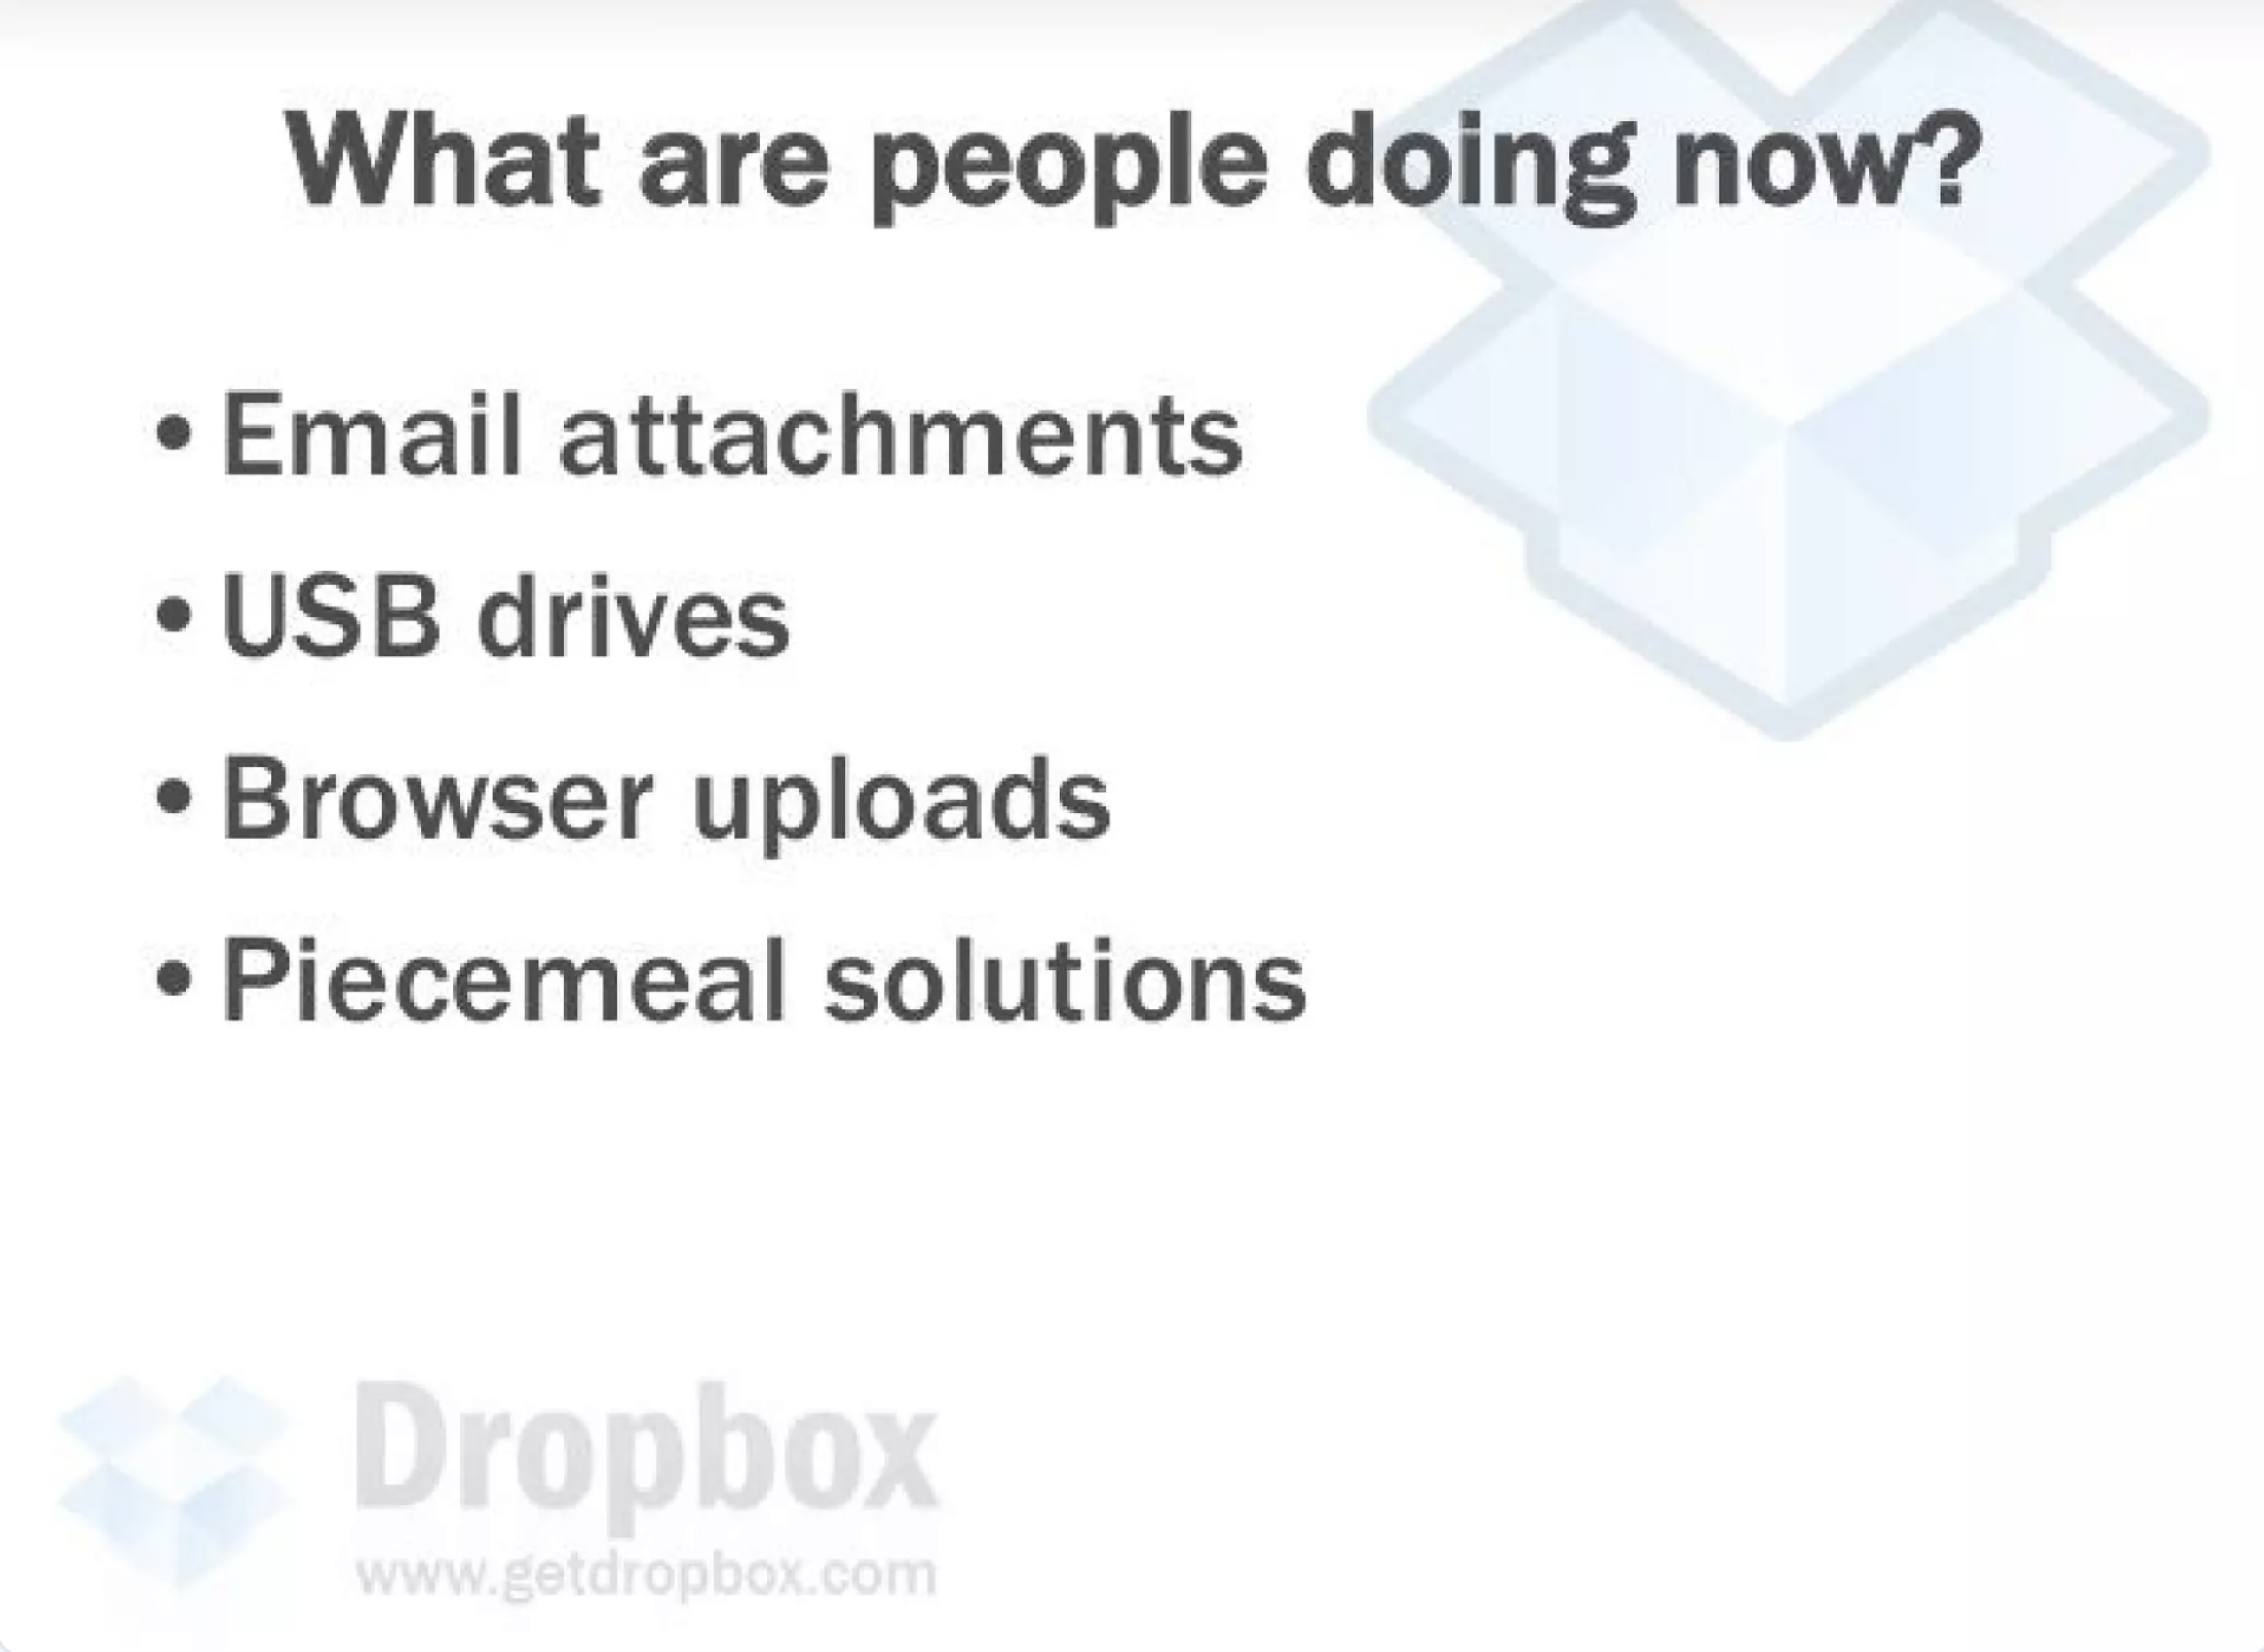 What are people doing now?
• Email attachments
• USB drives
• Browser uploads
• Piecemeal solutions
Dropbox
www.getdropbox.com